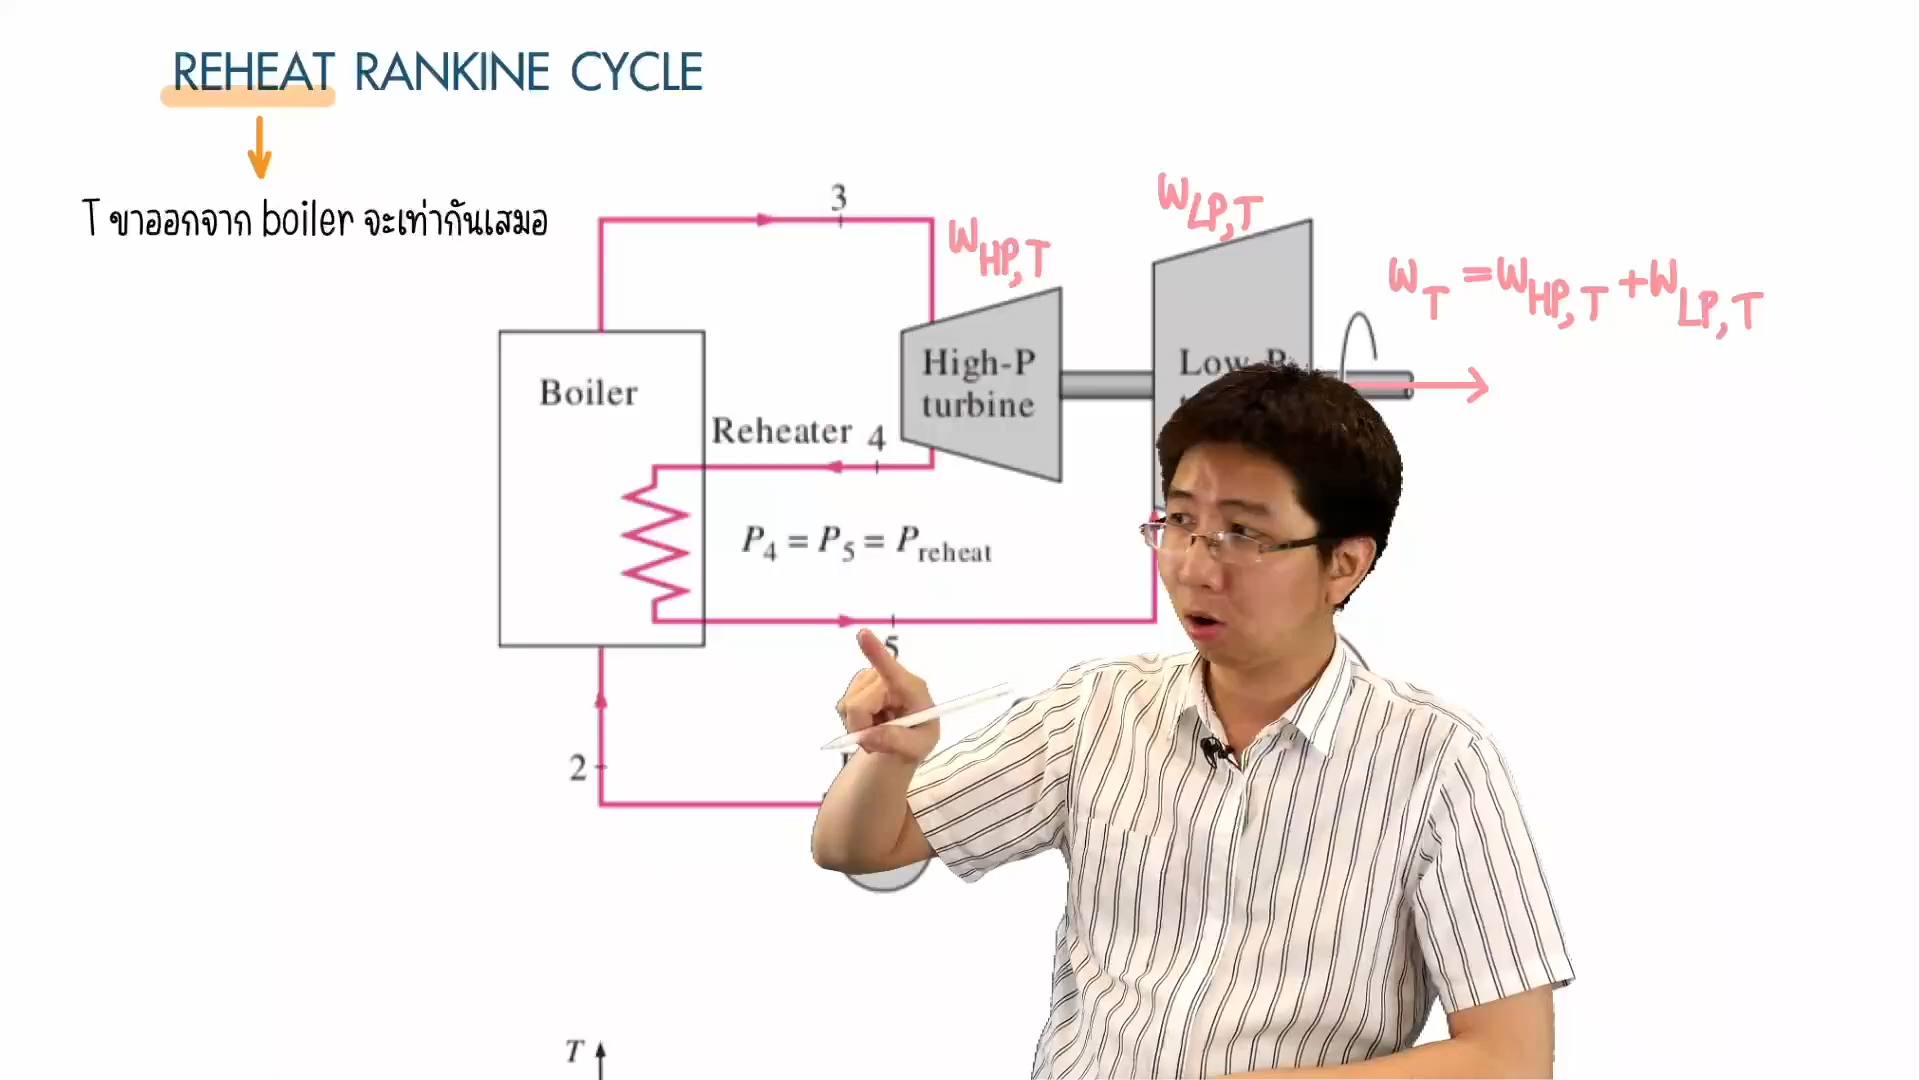 REHEAT RANKINE CYCLE
T ขาออกจาก boiler จะเท่ากันเสมอ
3
W_HP,T
W_LP,T
W_T = W_HP,T + W_LP,T
Boiler
High-P
turbine
Low-P
Reheater 4
P₄ = P₅ = P_reheat
5
2
T